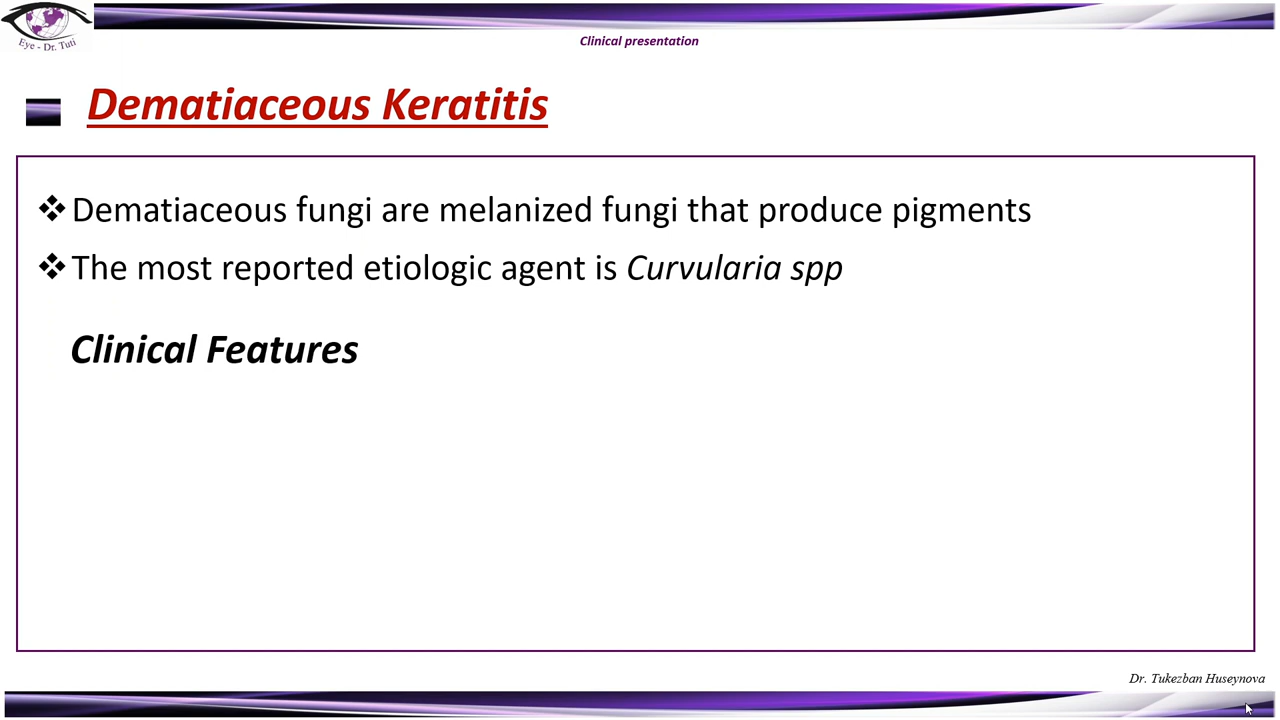 Eye - Dr. Tuti
Clinical presentation
Dematiaceous Keratitis
Dematiaceous fungi are melanized fungi that produce pigments
The most reported etiologic agent is Curvularia spp
Clinical Features
Dr. Tukezban Huseynova